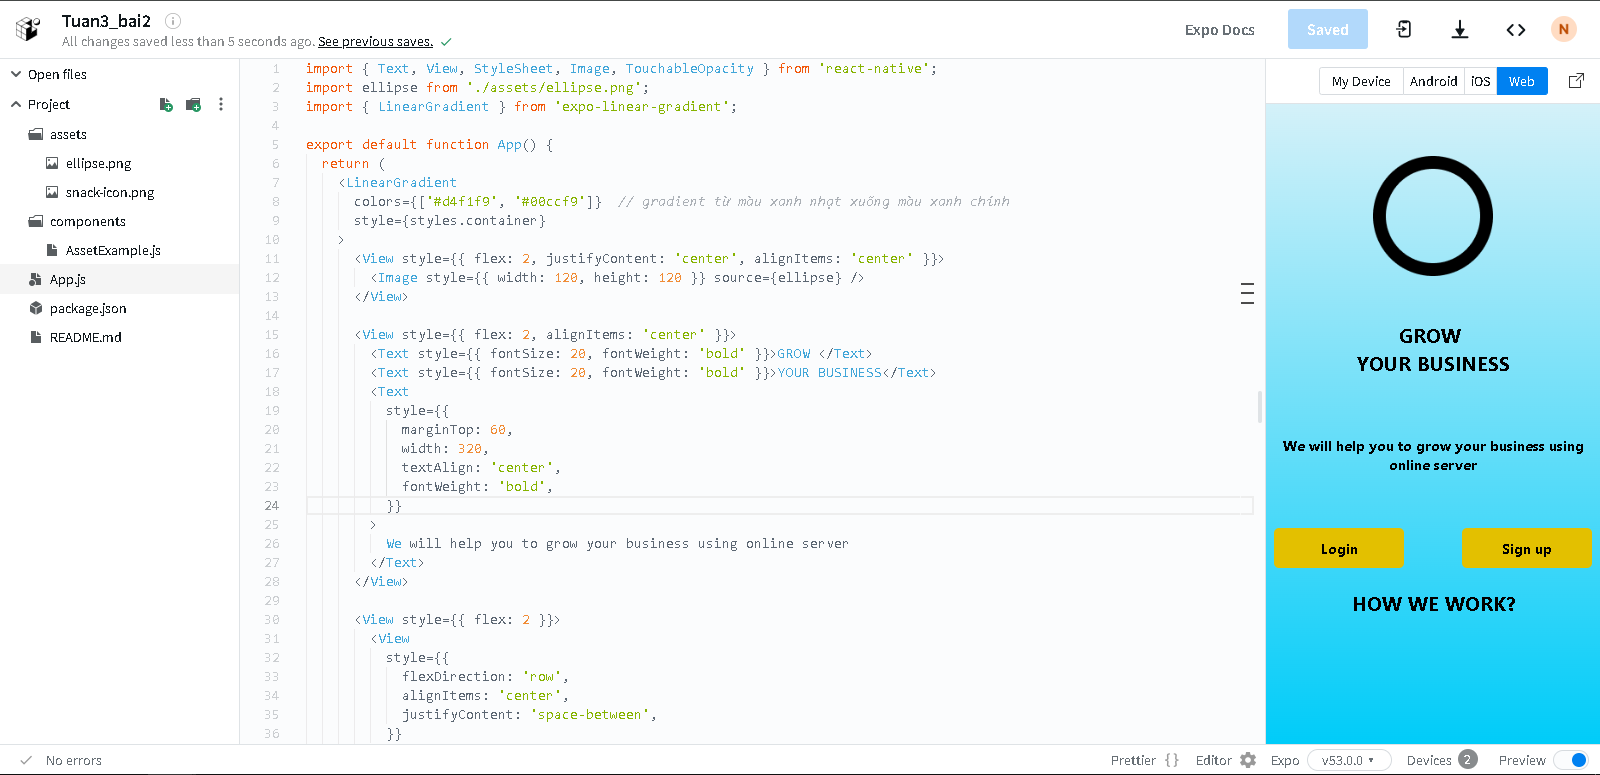 Tuan3_bai2
All changes saved less than 5 seconds ago. See previous saves.
Expo Docs
Saved
N
Open files
Project
assets
ellipse.png
snack-icon.png
components
AssetExample.js
App.js
package.json
README.md
1 import { Text, View, StyleSheet, Image, TouchableOpacity } from 'react-native';
2 import ellipse from './assets/ellipse.png';
3 import { LinearGradient } from 'expo-linear-gradient';
4
5 export default function App() {
6 return (
7 <LinearGradient
8 colors={['#d4f1f9', '#00ccf9']} // gradient từ màu xanh nhạt xuống màu xanh chính
9 style={styles.container}
10 >
11 <View style={{ flex: 2, justifyContent: 'center', alignItems: 'center' }}>
12 <Image style={{ width: 120, height: 120 }} source={ellipse} />
13 </View>
14
15 <View style={{ flex: 2, alignItems: 'center' }}>
16 <Text style={{ fontSize: 20, fontWeight: 'bold' }}>GROW </Text>
17 <Text style={{ fontSize: 20, fontWeight: 'bold' }}>YOUR BUSINESS</Text>
18 <Text
19 style={{
20 marginTop: 60,
21 width: 320,
22 textAlign: 'center',
23 fontWeight: 'bold',
24 }}
25 >
26 We will help you to grow your business using online server
27 </Text>
28 </View>
29
30 <View style={{ flex: 2 }}>
31 <View
32 style={{
33 flexDirection: 'row',
34 alignItems: 'center',
35 justifyContent: 'space-between',
36 }}
My Device
Android
iOS
Web
GROW
YOUR BUSINESS
We will help you to grow your business using
online server
Login
Sign up
HOW WE WORK?
No errors
Prettier { }
Editor
Expo
v53.0.0
Devices 2
Preview